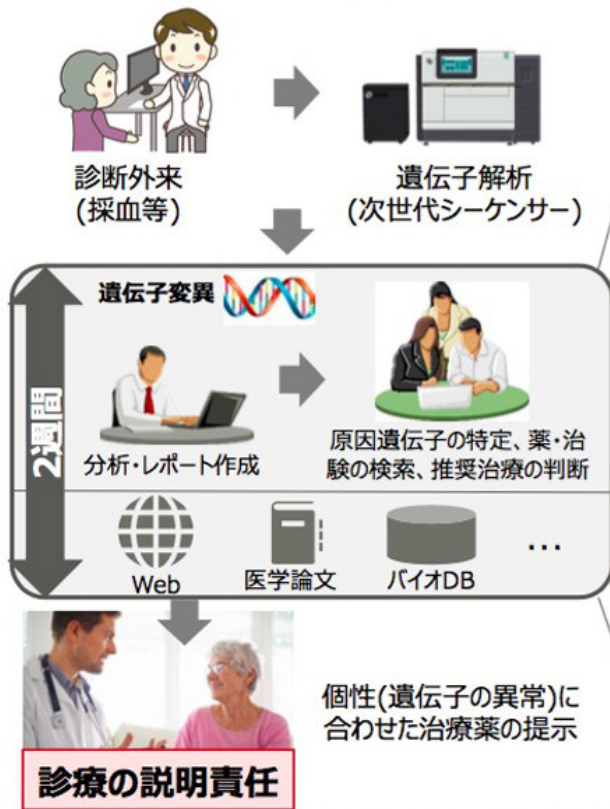 診断外来
(採血等)
遺伝子解析
(次世代シーケンサー)
2週間
遺伝子変異
分析・レポート作成
原因遺伝子の特定、薬・治
験の検索、推奨治療の判断
Web
医学論文
バイオDB
…
個性(遺伝子の異常)に
合わせた治療薬の提示
診療の説明責任